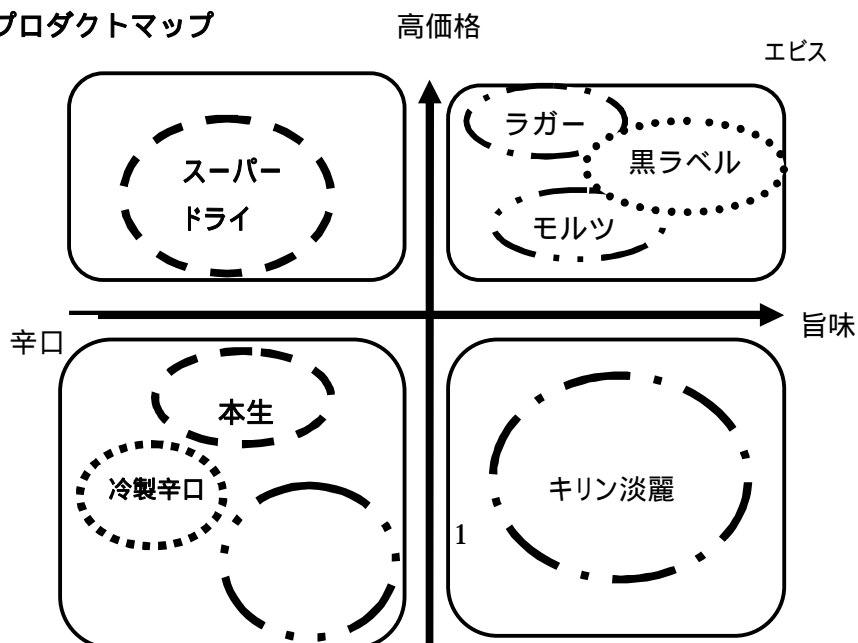 プロダクトマップ
高価格
エビス
ラガー
黒ラベル
スーパー
ドライ
モルツ
辛口
旨味
本生
冷製辛口
キリン淡麗
1